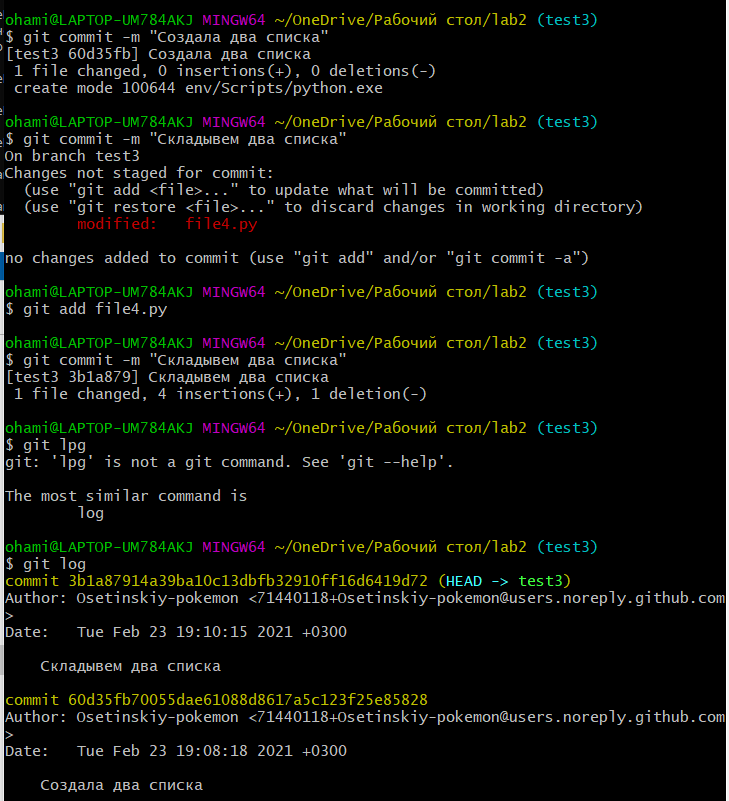 ohami@LAPTOP-UM784AKJ MINGW64 ~/OneDrive/Рабочий стол/lab2 (test3)
$ git commit -m "Создала два списка"
[test3 60d35fb] Создала два списка
 1 file changed, 0 insertions(+), 0 deletions(-)
 create mode 100644 env/Scripts/python.exe

ohami@LAPTOP-UM784AKJ MINGW64 ~/OneDrive/Рабочий стол/lab2 (test3)
$ git commit -m "Складывем два списка"
On branch test3
Changes not staged for commit:
  (use "git add <file>..." to update what will be committed)
  (use "git restore <file>..." to discard changes in working directory)
        modified:   file4.py

no changes added to commit (use "git add" and/or "git commit -a")

ohami@LAPTOP-UM784AKJ MINGW64 ~/OneDrive/Рабочий стол/lab2 (test3)
$ git add file4.py

ohami@LAPTOP-UM784AKJ MINGW64 ~/OneDrive/Рабочий стол/lab2 (test3)
$ git commit -m "Складывем два списка"
[test3 3b1a879] Складывем два списка
 1 file changed, 4 insertions(+), 1 deletion(-)

ohami@LAPTOP-UM784AKJ MINGW64 ~/OneDrive/Рабочий стол/lab2 (test3)
$ git lpg
git: 'lpg' is not a git command. See 'git --help'.

The most similar command is
        log

ohami@LAPTOP-UM784AKJ MINGW64 ~/OneDrive/Рабочий стол/lab2 (test3)
$ git log
commit 3b1a87914a39ba10c13dbfb32910ff16d6419d72 (HEAD -> test3)
Author: Osetinskiy-pokemon <71440118+Osetinskiy-pokemon@users.noreply.github.com
>
Date:   Tue Feb 23 19:10:15 2021 +0300

    Складывем два списка

commit 60d35fb70055dae61088d8617a5c123f25e85828
Author: Osetinskiy-pokemon <71440118+Osetinskiy-pokemon@users.noreply.github.com
>
Date:   Tue Feb 23 19:08:18 2021 +0300

    Создала два списка